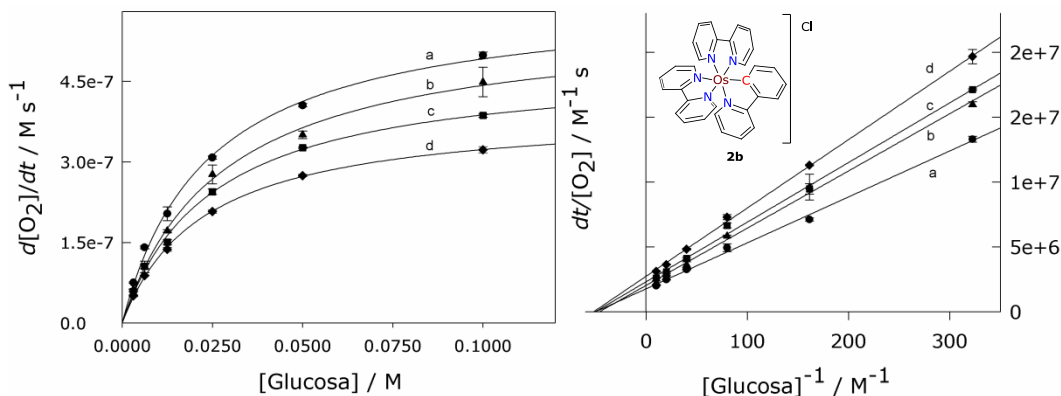 d[O2]/dt / M s⁻¹
4.5e-7
3.0e-7
1.5e-7
0.0
0.0000 0.0250 0.0500 0.0750 0.1000
[Glucosa] / M
a
b
c
d
Cl
N N
N Os C
N N
2b
d
c
b
a
dt/[O2] / M⁻¹ s
2e+7
2e+7
1e+7
5e+6
0
0 100 200 300
[Glucosa]⁻¹ / M⁻¹